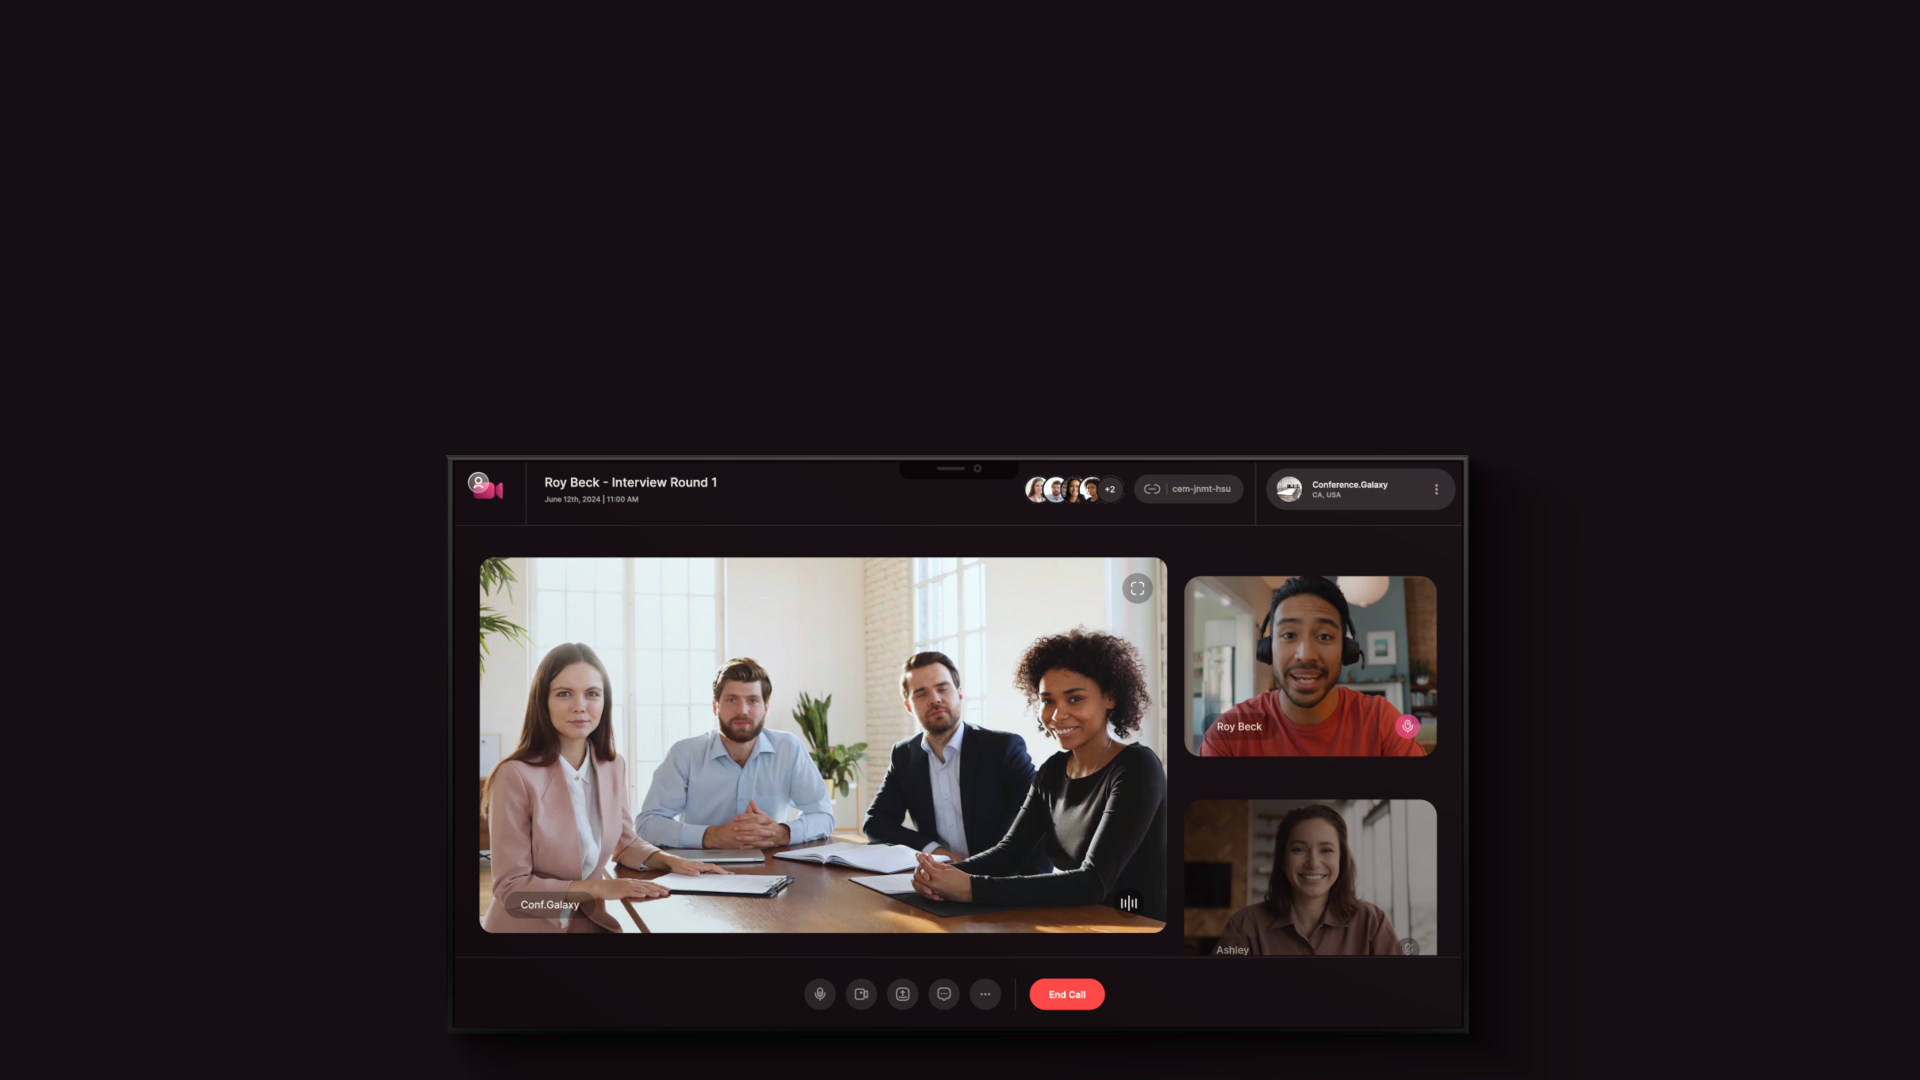 Roy Beck - Interview Round 1
June 12th, 2024 | 11:00 AM
+2
cem-jnmt-hsu
Conference.Galaxy
CA, USA
Roy Beck
Conf.Galaxy
Ashley
End Call